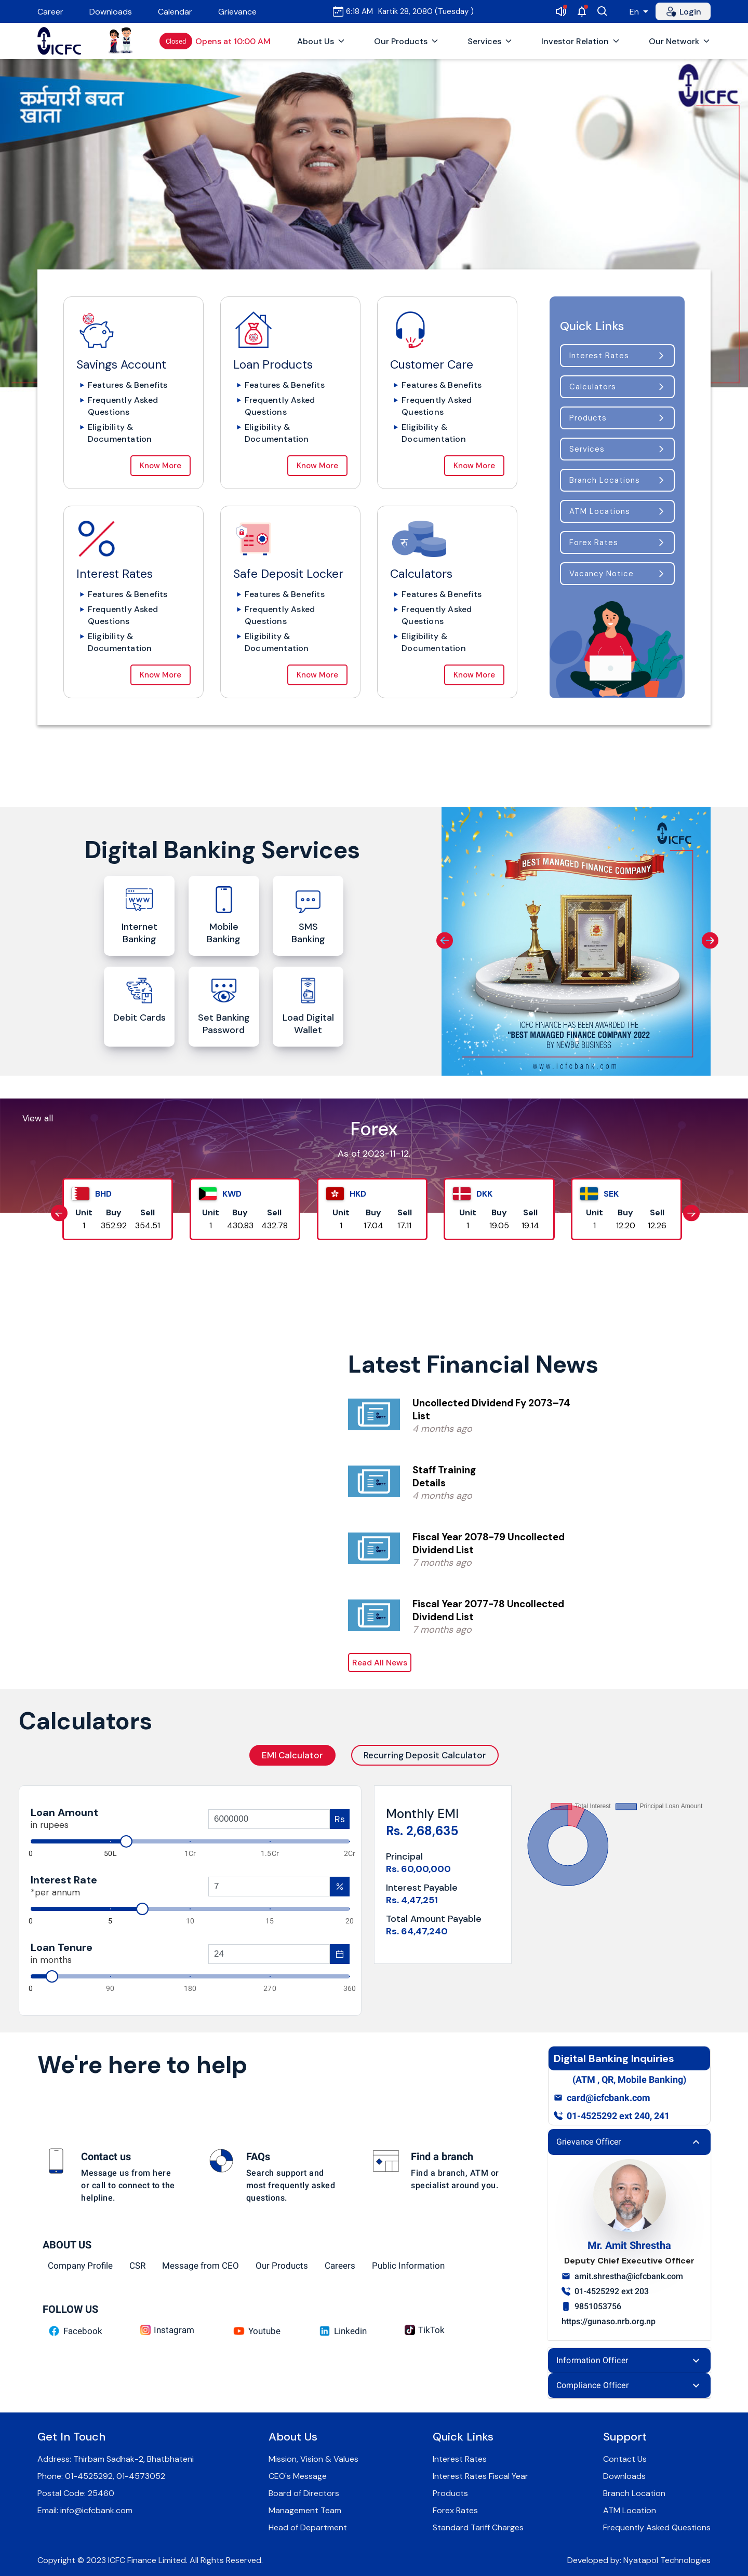 Career Downloads Calendar Grievance 6:18 AM Kartik 28, 2080 (Tuesday ) En Login
ICFC Closed Opens at 10:00 AM About Us Our Products Services Investor Relation Our Network
कर्मचारी बचत
खाता
ICFC
Savings Account
Features & Benefits
Frequently Asked
Questions
Eligibility &
Documentation
Know More
Loan Products
Features & Benefits
Frequently Asked
Questions
Eligibility &
Documentation
Know More
Customer Care
Features & Benefits
Frequently Asked
Questions
Eligibility &
Documentation
Know More
Interest Rates
Features & Benefits
Frequently Asked
Questions
Eligibility &
Documentation
Know More
Safe Deposit Locker
Features & Benefits
Frequently Asked
Questions
Eligibility &
Documentation
Know More
रु
Calculators
Features & Benefits
Frequently Asked
Questions
Eligibility &
Documentation
Know More
Quick Links
Interest Rates
Calculators
Products
Services
Branch Locations
ATM Locations
Forex Rates
Vacancy Notice
Digital Banking Services
WWW
Internet
Banking
Mobile
Banking
SMS
Banking
Debit Cards
Set Banking
Password
Load Digital
Wallet
ICFC
BEST MANAGED FINANCE COMPANY
ICFC FINANCE HAS BEEN AWARDED THE
"BEST MANAGED FINANCE COMPANY 2022
BY NEWBIZ BUSINESS
www.icfcbank.com
View all
Forex
As of 2023-11-12,
BHD
Unit Buy Sell
1 352.92 354.51
KWD
Unit Buy Sell
1 430.83 432.78
HKD
Unit Buy Sell
1 17.04 17.11
DKK
Unit Buy Sell
1 19.05 19.14
SEK
Unit Buy Sell
1 12.20 12.26
Latest Financial News
Uncollected Dividend Fy 2073–74
List
4 months ago
Staff Training
Details
4 months ago
Fiscal Year 2078-79 Uncollected
Dividend List
7 months ago
Fiscal Year 2077-78 Uncollected
Dividend List
7 months ago
Read All News
Calculators
EMI Calculator Recurring Deposit Calculator
Loan Amount
in rupees
6000000 Rs
0 50L 1Cr 1.5Cr 2Cr
Interest Rate
*per annum
7 %
0 5 10 15 20
Loan Tenure
in months
24
0 90 180 270 360
Monthly EMI
Rs. 2,68,635
Principal
Rs. 60,00,000
Interest Payable
Rs. 4,47,251
Total Amount Payable
Rs. 64,47,240
Total Interest Principal Loan Amount
We're here to help
Contact us
Message us from here
or call to connect to the
helpline.
FAQs
Search support and
most frequently asked
questions.
Find a branch
Find a branch, ATM or
specialist around you.
ABOUT US
Company Profile CSR Message from CEO Our Products Careers Public Information
FOLLOW US
Facebook Instagram Youtube Linkedin TikTok
Digital Banking Inquiries
(ATM , QR, Mobile Banking)
card@icfcbank.com
01-4525292 ext 240, 241
Grievance Officer
Mr. Amit Shrestha
Deputy Chief Executive Officer
amit.shrestha@icfcbank.com
01-4525292 ext 203
9851053756
https://gunaso.nrb.org.np
Information Officer
Compliance Officer
Get In Touch
Address: Thirbam Sadhak-2, Bhatbhateni
Phone: 01-4525292, 01-4573052
Postal Code: 25460
Email: info@icfcbank.com
About Us
Mission, Vision & Values
CEO's Message
Board of Directors
Management Team
Head of Department
Quick Links
Interest Rates
Interest Rates Fiscal Year
Products
Forex Rates
Standard Tariff Charges
Support
Contact Us
Downloads
Branch Location
ATM Location
Frequently Asked Questions
Copyright © 2023 ICFC Finance Limited. All Rights Reserved.
Developed by: Nyatapol Technologies